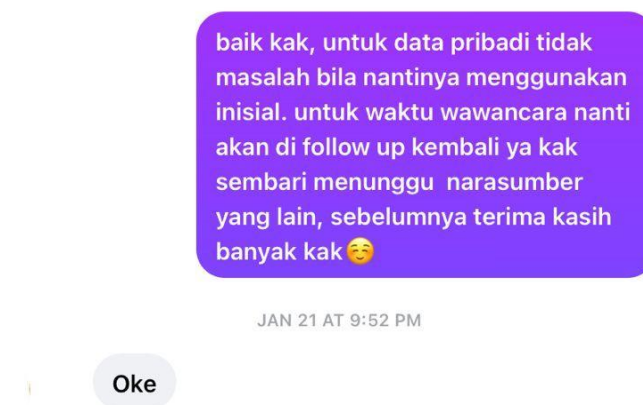 baik kak, untuk data pribadi tidak
masalah bila nantinya menggunakan
inisial. untuk waktu wawancara nanti
akan di follow up kembali ya kak
sembari menunggu  narasumber
yang lain, sebelumnya terima kasih
banyak kak☺️
JAN 21 AT 9:52 PM
Oke